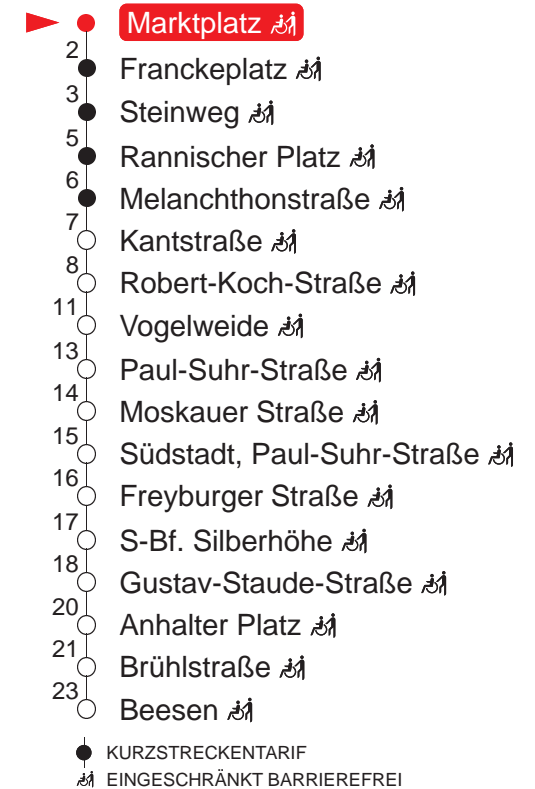 Marktplatz
2
Franckeplatz
3
Steinweg
5
Rannischer Platz
6
Melanchthonstraße
7
Kantstraße
8
Robert-Koch-Straße
11
Vogelweide
13
Paul-Suhr-Straße
14
Moskauer Straße
15
Südstadt, Paul-Suhr-Straße
16
Freyburger Straße
17
S-Bf. Silberhöhe
18
Gustav-Staude-Straße
20
Anhalter Platz
21
Brühlstraße
23
Beesen
KURZSTRECKENTARIF
EINGESCHRÄNKT BARRIEREFREI